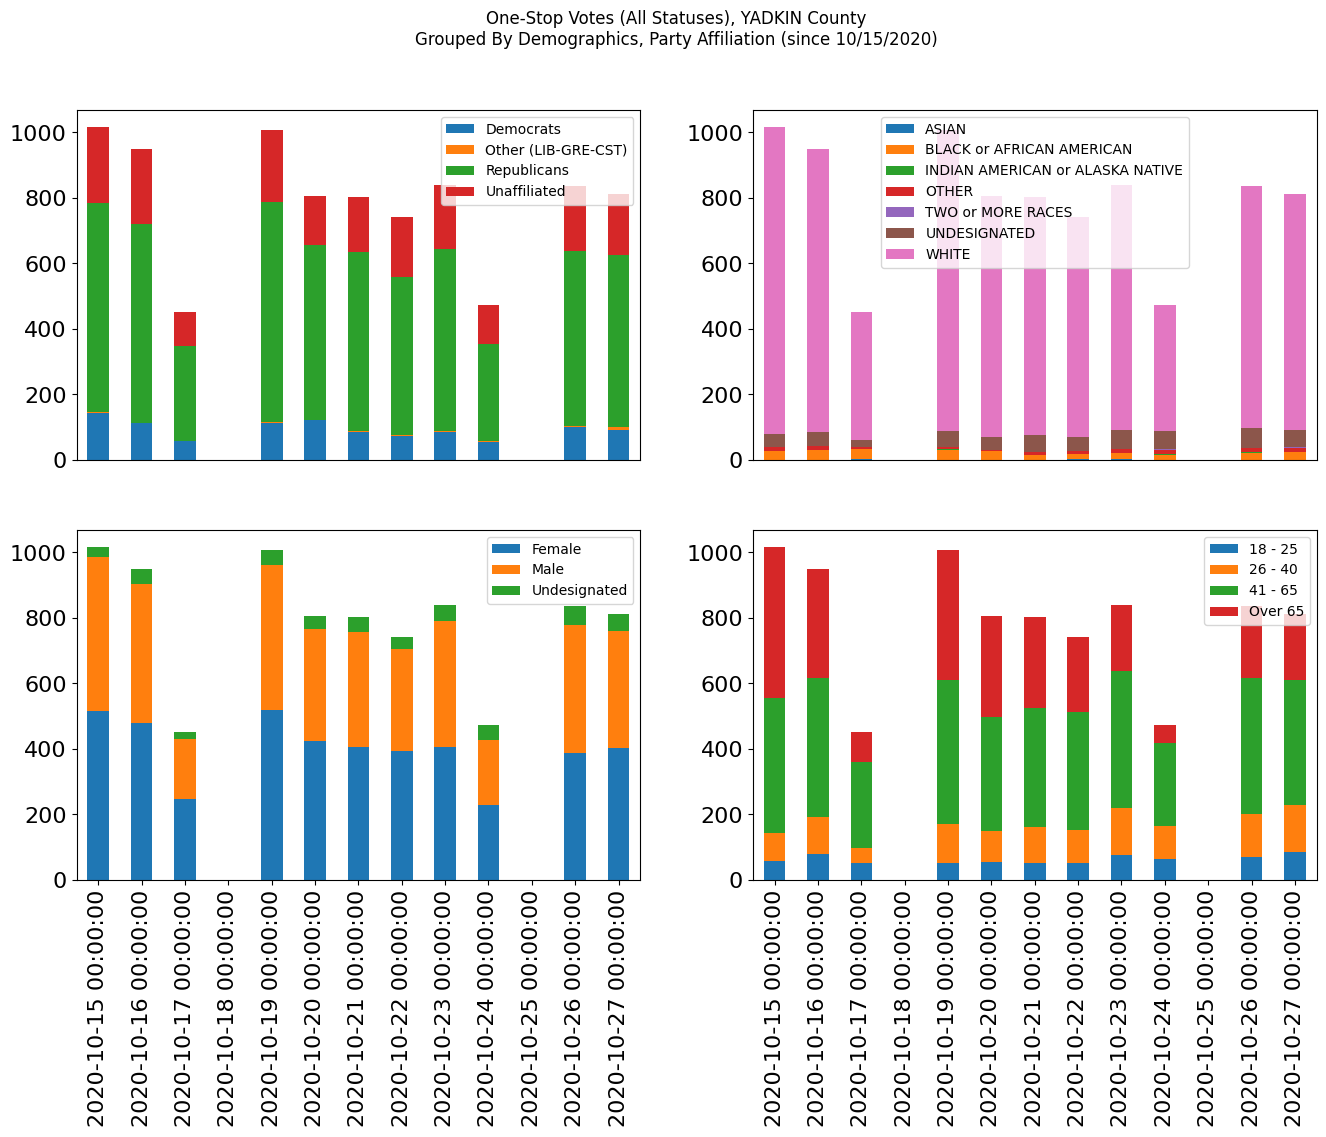 One-Stop Votes (All Statuses), YADKIN County
Grouped By Demographics, Party Affiliation (since 10/15/2020)
1000
800
600
400
200
0
Democrats
Other (LIB-GRE-CST)
Republicans
Unaffiliated
1000
800
600
400
200
0
ASIAN
BLACK or AFRICAN AMERICAN
INDIAN AMERICAN or ALASKA NATIVE
OTHER
TWO or MORE RACES
UNDESIGNATED
WHITE
1000
800
600
400
200
0
Female
Male
Undesignated
2020-10-15 00:00:00
2020-10-16 00:00:00
2020-10-17 00:00:00
2020-10-18 00:00:00
2020-10-19 00:00:00
2020-10-20 00:00:00
2020-10-21 00:00:00
2020-10-22 00:00:00
2020-10-23 00:00:00
2020-10-24 00:00:00
2020-10-25 00:00:00
2020-10-26 00:00:00
2020-10-27 00:00:00
1000
800
600
400
200
0
18 - 25
26 - 40
41 - 65
Over 65
2020-10-15 00:00:00
2020-10-16 00:00:00
2020-10-17 00:00:00
2020-10-18 00:00:00
2020-10-19 00:00:00
2020-10-20 00:00:00
2020-10-21 00:00:00
2020-10-22 00:00:00
2020-10-23 00:00:00
2020-10-24 00:00:00
2020-10-25 00:00:00
2020-10-26 00:00:00
2020-10-27 00:00:00